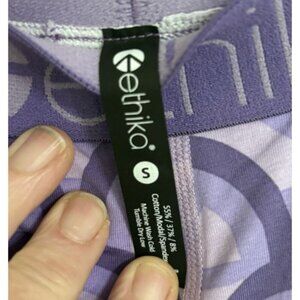 ethika
S
55% / 37% / 8%
Cotton/Modal/Spandex
Machine Wash Cold
Tumble Dry Low